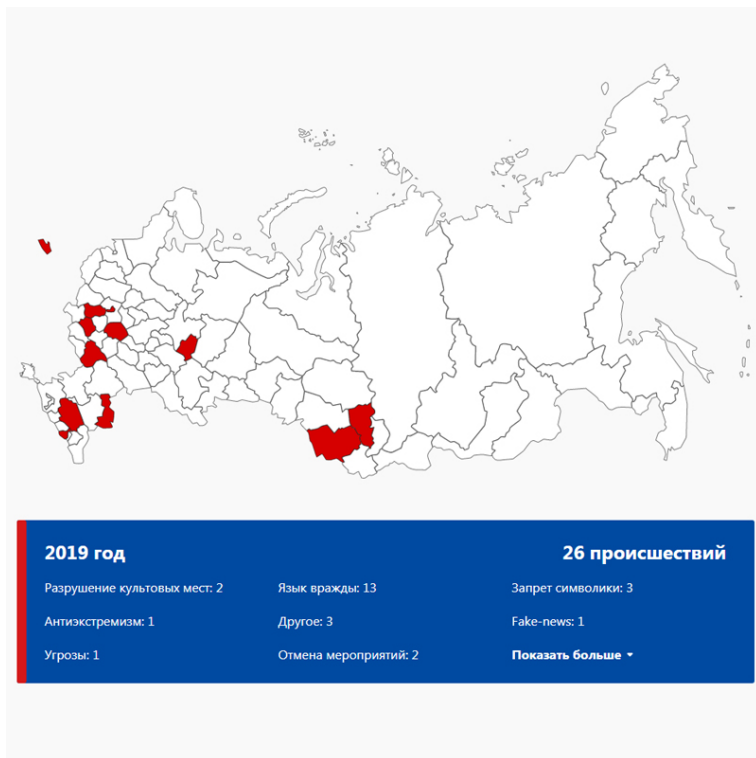 2019 год
26 происшествий
Разрушение культовых мест: 2
Язык вражды: 13
Запрет символики: 3
Антиэкстремизм: 1
Другое: 3
Fake-news: 1
Угрозы: 1
Отмена мероприятий: 2
Показать больше